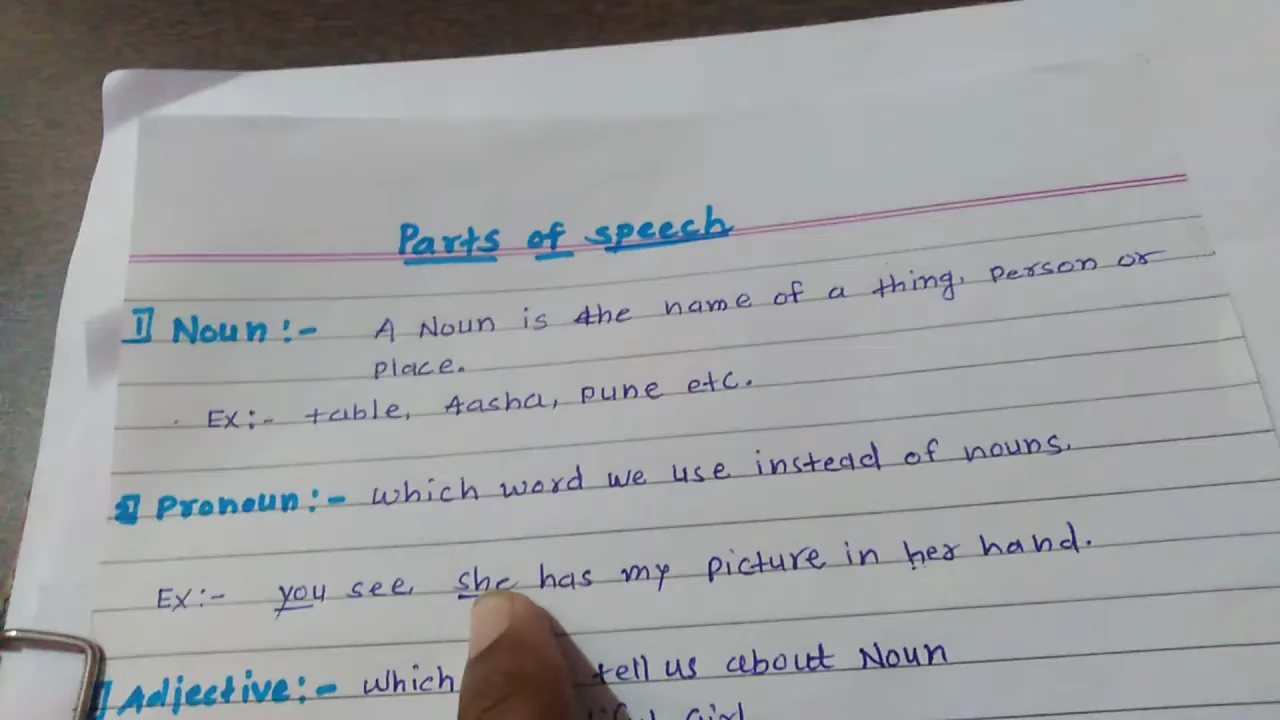 Parts of speech
1] Noun :- A Noun is the name of a thing, person or
place.
Ex :- table, Aasha, pune etc.
2] Pronoun :- which word we use instead of nouns.
Ex :- you see, she has my picture in her hand.
] Adjective :- which tell us about Noun
girl